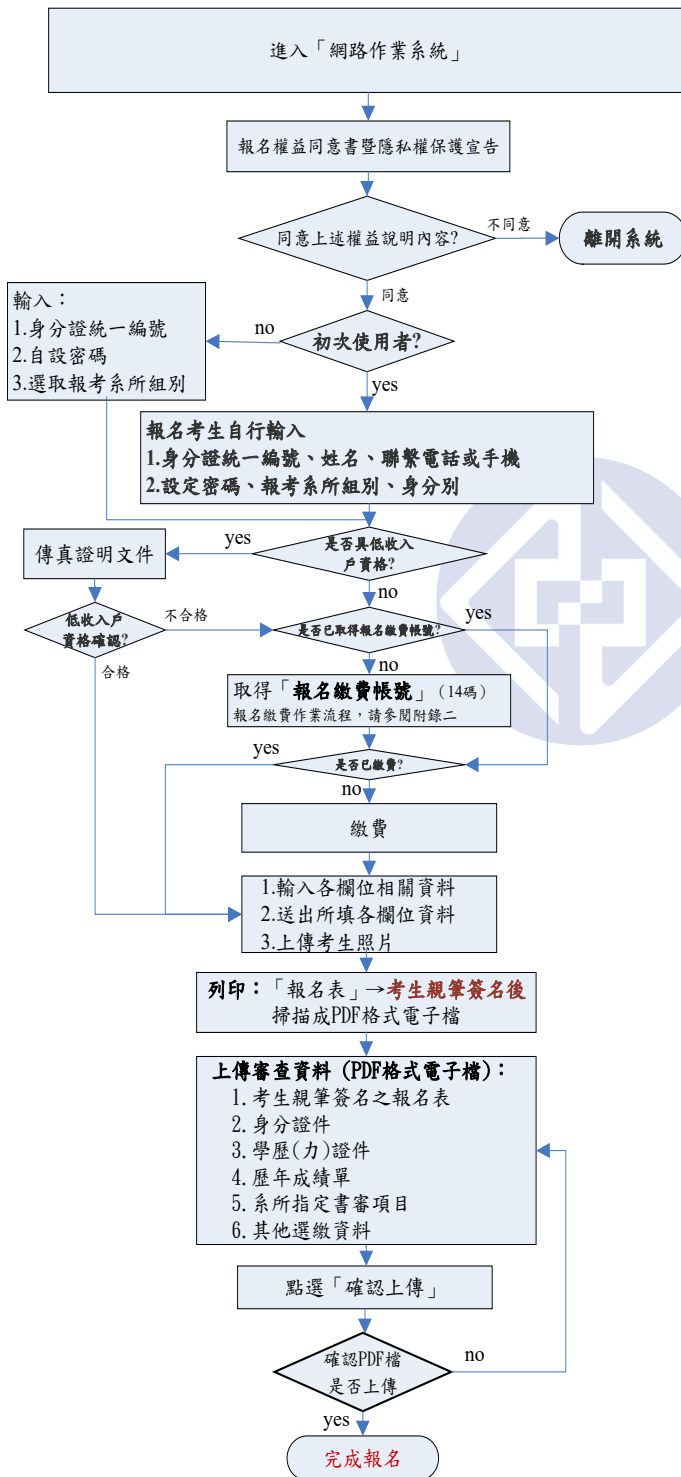 進入「網路作業系統」
報名權益同意書暨隱私權保護宣告
同意上述權益說明內容?
不同意
離開系統
同意
輸入：
1.身分證統一編號
2.自設密碼
3.選取報考系所組別
no
初次使用者?
yes
報名考生自行輸入
1.身分證統一編號、姓名、聯繫電話或手機
2.設定密碼、報考系所組別、身分別
傳真證明文件
yes
是否具低收入
戶資格?
no
低收入戶
資格確認?
不合格
是否已取得報名繳費帳號?
yes
合格
no
取得「報名繳費帳號」（14碼）
報名繳費作業流程，請參閱附錄二
yes
是否已繳費?
no
繳費
1.輸入各欄位相關資料
2.送出所填各欄位資料
3.上傳考生照片
列印：「報名表」→考生親筆簽名後
掃描成PDF格式電子檔
上傳審查資料 (PDF格式電子檔)：
1. 考生親筆簽名之報名表
2. 身分證件
3. 學歷(力)證件
4. 歷年成績單
5. 系所指定書審項目
6. 其他選繳資料
點選「確認上傳」
確認PDF檔
是否上傳
no
yes
完成報名